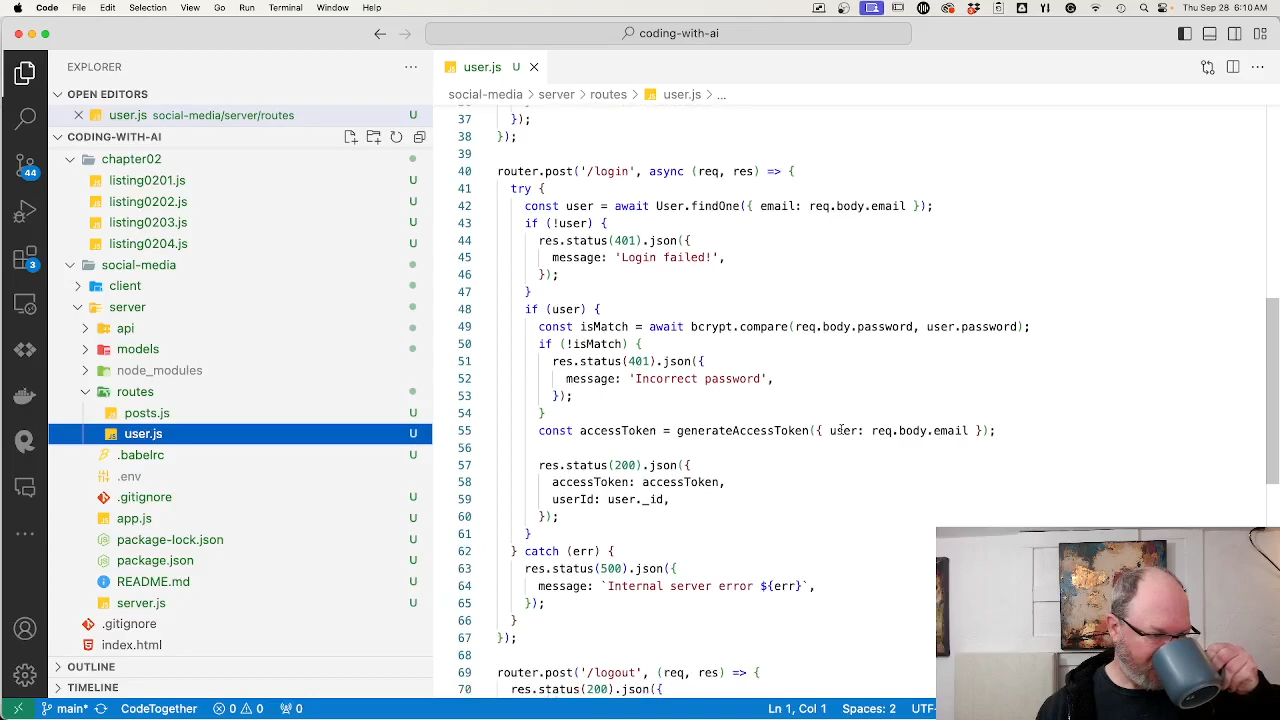 Code File Edit Selection View Go Run Terminal Window Help Thu Sep 28 6:10 AM
coding-with-ai
EXPLORER
OPEN EDITORS
user.js social-media/server/routes U
CODING-WITH-AI
chapter02
listing0201.js U
listing0202.js U
listing0203.js U
listing0204.js U
social-media
client
server
api
models
node_modules
routes
posts.js U
user.js U
.babelrc U
.env
.gitignore U
app.js U
package-lock.json U
package.json U
README.md U
server.js U
.gitignore
index.html
OUTLINE
TIMELINE
44
3
user.js U
social-media > server > routes > user.js > ...
37 });
38 });
39
40 router.post('/login', async (req, res) => {
41 try {
42 const user = await User.findOne({ email: req.body.email });
43 if (!user) {
44 res.status(401).json({
45 message: 'Login failed!',
46 });
47 }
48 if (user) {
49 const isMatch = await bcrypt.compare(req.body.password, user.password);
50 if (!isMatch) {
51 res.status(401).json({
52 message: 'Incorrect password',
53 });
54 }
55 const accessToken = generateAccessToken({ user: req.body.email });
56
57 res.status(200).json({
58 accessToken: accessToken,
59 userId: user._id,
60 });
61 }
62 } catch (err) {
63 res.status(500).json({
64 message: `Internal server error ${err}`,
65 });
66 }
67 });
68
69 router.post('/logout', (req, res) => {
70 res.status(200).json({
main* CodeTogether 0 0 0 Ln 1, Col 1 Spaces: 2 UTF-